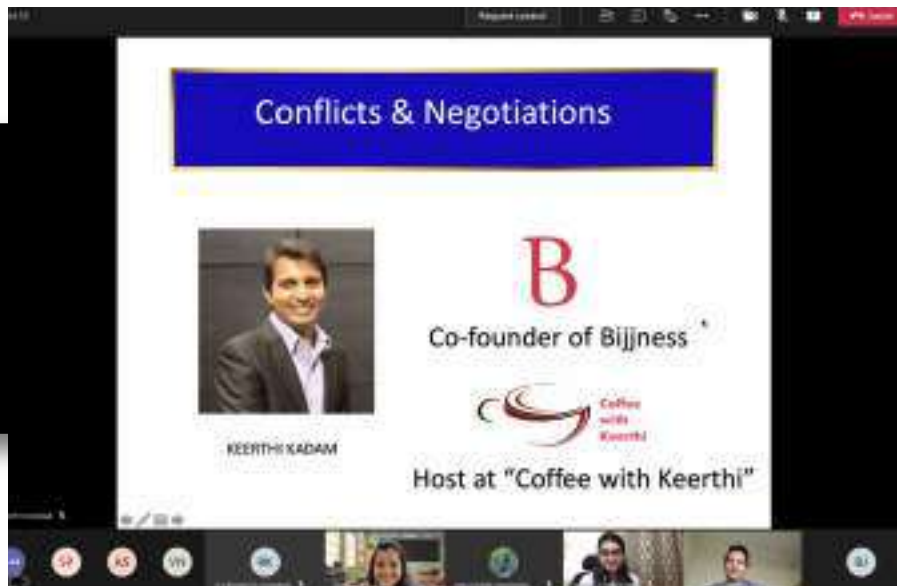 Request control
Conflicts & Negotiations
B
Co-founder of Bijjness
Coffee
with
Keerthi
KEERTHI KADAM
Host at “Coffee with Keerthi”
SP
AS
VH